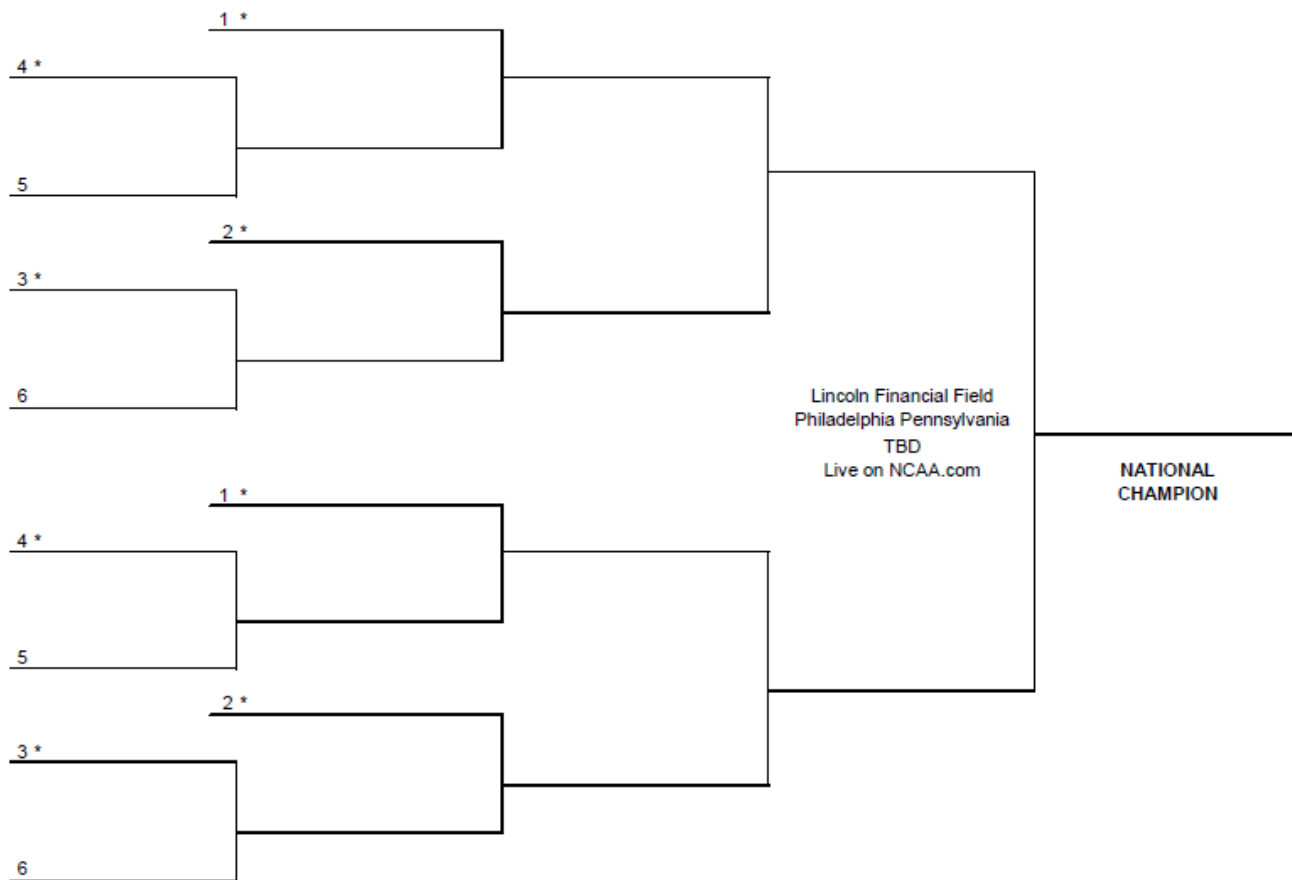 1 *
4 *
5
2 *
3 *
6
Lincoln Financial Field
Philadelphia Pennsylvania
TBD
Live on NCAA.com
NATIONAL
CHAMPION
1 *
4 *
5
2 *
3 *
6